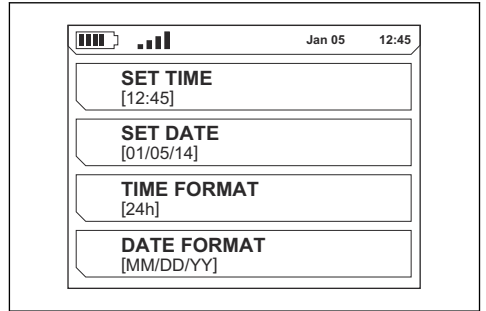 Jan 05 12:45
SET TIME
[12:45]
SET DATE
[01/05/14]
TIME FORMAT
[24h]
DATE FORMAT
[MM/DD/YY]